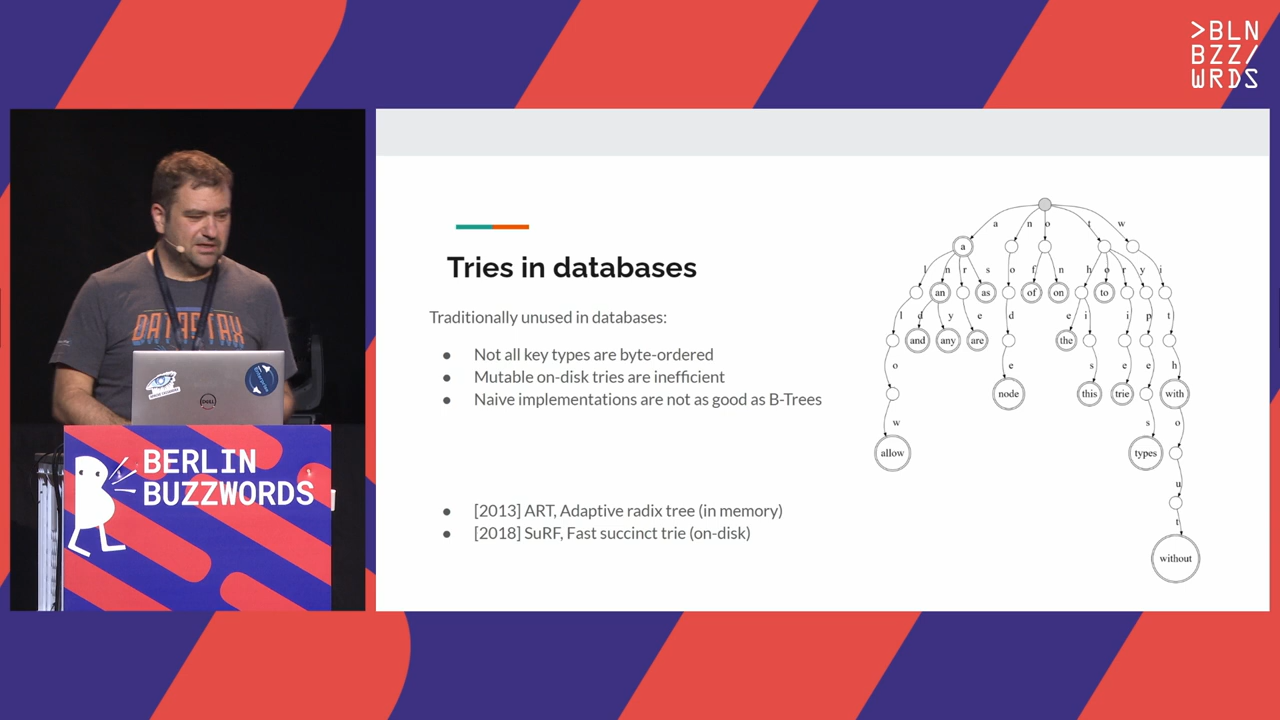 >BLN
BZZ/
WRDS
DATASTAX
DELL
BERLIN
BUZZWORDS
Tries in databases
Traditionally unused in databases:
● Not all key types are byte-ordered
● Mutable on-disk tries are inefficient
● Naive implementations are not as good as B-Trees
● [2013] ART, Adaptive radix tree (in memory)
● [2018] SuRF, Fast succinct trie (on-disk)
a n o t w
a
l n r s o f n h o r y i
an as of on to
l d y e d e i i p t
and any are the
o e s e e h
node this trie with
w s o
allow types
u
t
without